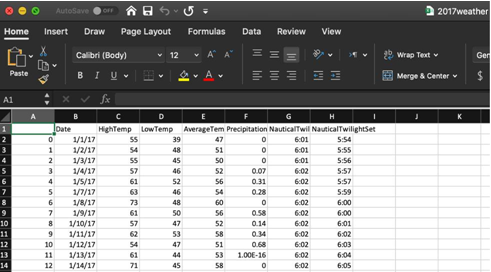 AutoSave OFF 2017weather
Home Insert Draw Page Layout Formulas Data Review View
Paste Calibri (Body) 12 A A Wrap Text Gen
B I U A Merge & Center $
A1 fx
A B C D E F G H I J K
1 Date HighTemp LowTemp AverageTem Precipitation NauticalTwil NauticalTwilightSet
2 0 1/1/17 55 39 47 0 6:01 5:54
3 1 1/2/17 54 48 51 0 6:01 5:55
4 2 1/3/17 55 45 50 0 6:01 5:56
5 3 1/4/17 57 46 52 0.07 6:02 5:57
6 4 1/5/17 61 52 56 0.31 6:02 5:57
7 5 1/7/17 63 46 54 0.28 6:02 5:59
8 6 1/8/17 73 48 60 0 6:02 6:00
9 7 1/9/17 61 50 56 0.58 6:02 6:00
10 8 1/10/17 57 47 52 0.14 6:02 6:01
11 9 1/11/17 62 53 58 0.34 6:02 6:02
12 10 1/12/17 54 47 51 0.68 6:02 6:03
13 11 1/13/17 61 44 53 1.00E-16 6:02 6:04
14 12 1/14/17 71 45 58 0 6:02 6:05